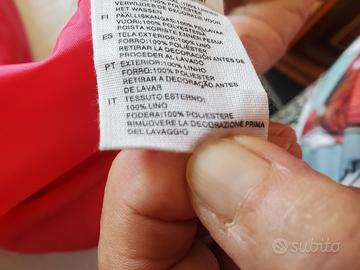 VERWIJDER DE DECORATIE VOOR
HET WASSEN
FI PÄÄLLISKANGAS:100% PELLAVAA
VUORI:100% POLYESTERIA
POISTA KORISTE ENNEN PESUA
ES TELA EXTERIOR:100% LINO
FORRO:100% POLIÉSTER
RETIRAR LA DECORACIÓN ANTES DE
PROCEDER AL LAVADO
PT EXTERIOR:100% LINHO
FORRO:100% POLIESTER
RETIRAR A DECORAÇÃO ANTES
DE LAVAR
IT TESSUTO ESTERNO:
100% LINO
FODERA:100% POLIESTERE
RIMUOVERE LA DECORAZIONE PRIMA
DEL LAVAGGIO
subito